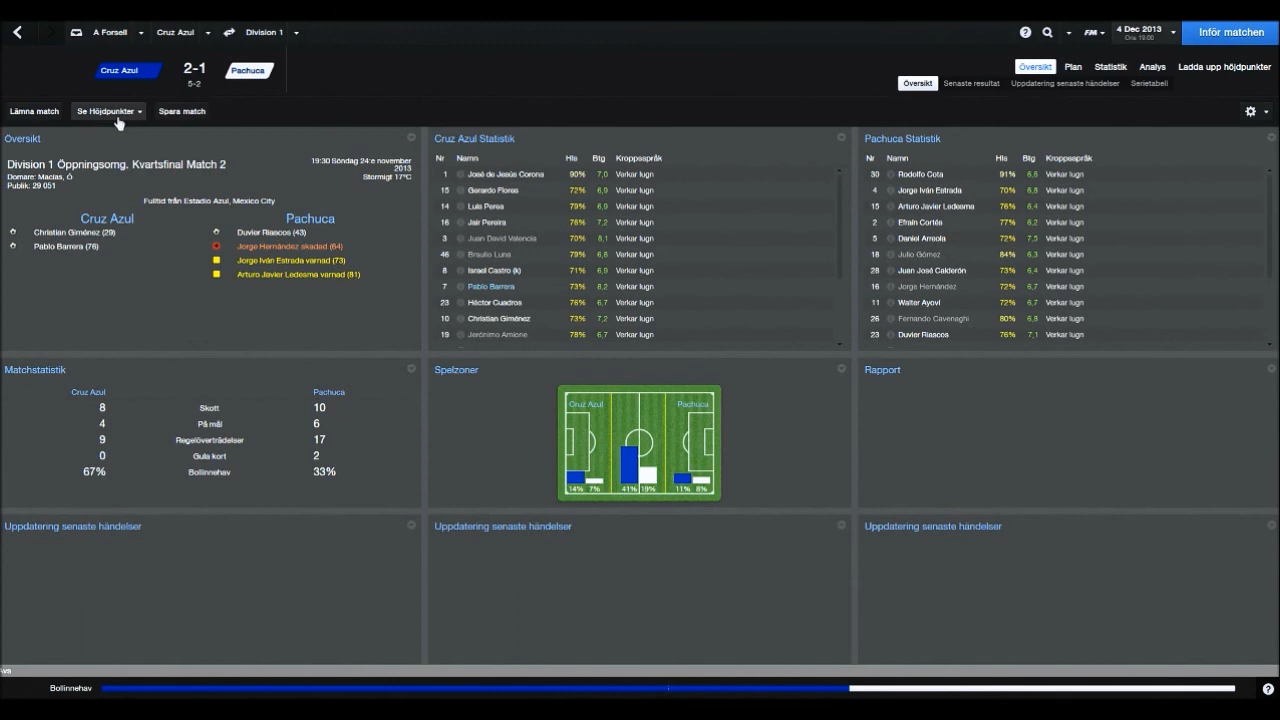 A Forsell
Cruz Azul
Division 1
FM
4 Dec 2013
Ons 19:00
Inför matchen
Cruz Azul
2-1
Pachuca
5-2
Översikt
Plan
Statistik
Analys
Ladda upp höjdpunkter
Översikt
Senaste resultat
Uppdatering senaste händelser
Serietabell
Lämna match
Se Höjdpunkter
Spara match
Översikt
Division 1 Öppningsomg. Kvartsfinal Match 2
Domare: Macías, Ó
Publik: 29 051
19:30 Söndag 24:e november
2013
Stormigt 17°C
Fulltid från Estadio Azul, Mexico City
Cruz Azul
Pachuca
Christian Giménez (29)
Duvier Riascos (43)
Pablo Barrera (76)
Jorge Hernández skadad (64)
Jorge Iván Estrada varnad (73)
Arturo Javier Ledesma varnad (81)
Cruz Azul Statistik
Nr Namn Hls Btg Kroppsspråk
1 José de Jesús Corona 90% 7,0 Verkar lugn
15 Gerardo Flores 72% 6,9 Verkar lugn
14 Luis Perea 79% 6,9 Verkar lugn
16 Jair Pereira 76% 7,2 Verkar lugn
3 Juan David Valencia 70% 8,1 Verkar lugn
46 Braulio Luna 79% 6,8 Verkar lugn
8 Israel Castro (k) 71% 6,9 Verkar lugn
7 Pablo Barrera 73% 8,2 Verkar lugn
23 Héctor Cuadros 76% 6,7 Verkar lugn
10 Christian Giménez 73% 7,2 Verkar lugn
19 Jerónimo Amione 78% 6,7 Verkar lugn
Pachuca Statistik
Nr Namn Hls Btg Kroppsspråk
30 Rodolfo Cota 91% 6,6 Verkar lugn
4 Jorge Iván Estrada 70% 6,8 Verkar lugn
15 Arturo Javier Ledesma 76% 6,4 Verkar lugn
2 Efraín Cortés 77% 6,2 Verkar lugn
5 Daniel Arreola 72% 7,5 Verkar lugn
18 Julio Gómez 84% 6,3 Verkar lugn
28 Juan José Calderón 73% 6,4 Verkar lugn
16 Jorge Hernández 72% 6,7 Verkar lugn
11 Walter Ayoví 72% 6,7 Verkar lugn
26 Fernando Cavenaghi 80% 6,8 Verkar lugn
23 Duvier Riascos 76% 7,1 Verkar lugn
Matchstatistik
Cruz Azul
Pachuca
8 Skott 10
4 På mål 6
9 Regelöverträdelser 17
0 Gula kort 2
67% Bollinnehav 33%
Spelzoner
Cruz Azul
Pachuca
14% 7% 41% 19% 11% 8%
Rapport
Uppdatering senaste händelser
Uppdatering senaste händelser
Uppdatering senaste händelser
ws
Bollinnehav